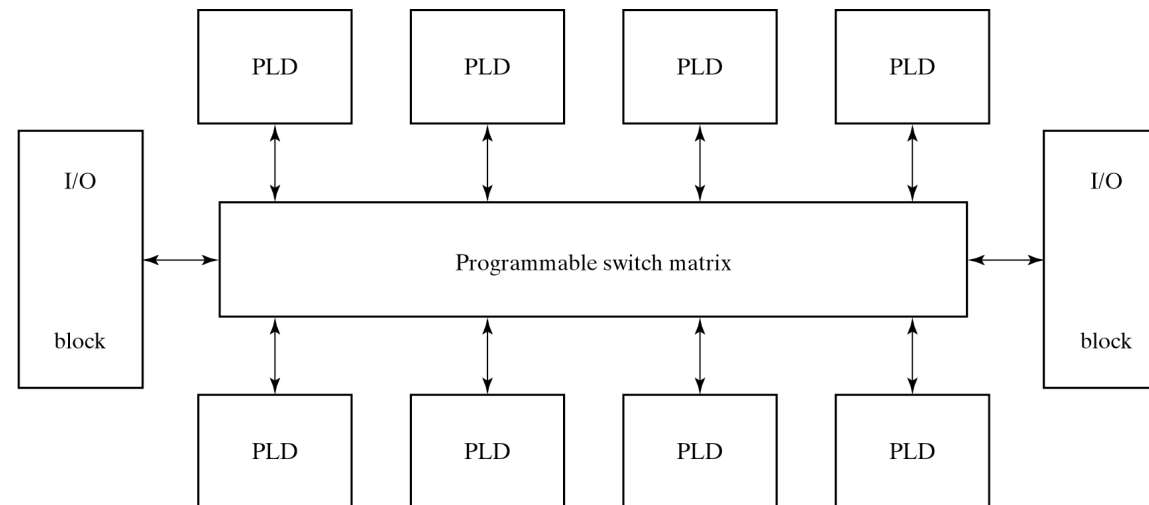 PLD PLD PLD PLD
I/O I/O
Programmable switch matrix
block block
PLD PLD PLD PLD